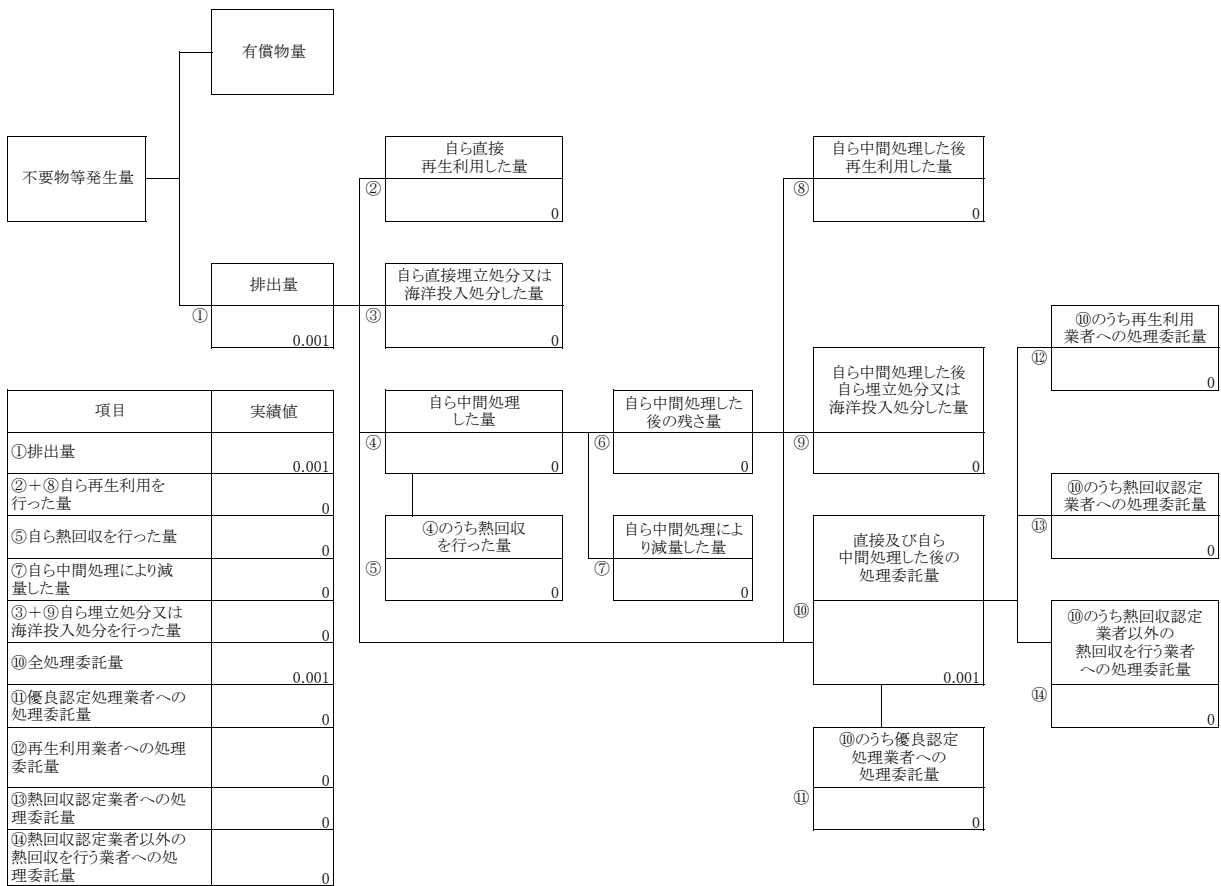 有償物量
不要物等発生量
自ら直接
再生利用した量
②
0
自ら中間処理した後
再生利用した量
⑧
0
排出量
①
0.001
自ら直接埋立処分又は
海洋投入処分した量
③
0
⑩のうち再生利用
業者への処理委託量
⑫
0
自ら中間処理
した量
④
0
自ら中間処理した
後の残さ量
⑥
0
自ら中間処理した後
自ら埋立処分又は
海洋投入処分した量
⑨
0
⑩のうち熱回収認定
業者への処理委託量
⑬
0
④のうち熱回収
を行った量
⑤
0
自ら中間処理によ
り減量した量
⑦
0
直接及び自ら
中間処理した後の
処理委託量
⑩
0.001
⑩のうち熱回収認定
業者以外の
熱回収を行う業者
への処理委託量
⑭
0
⑩のうち優良認定
処理業者への
処理委託量
⑪
0
項目
実績値
①排出量
0.001
②＋⑧自ら再生利用を
行った量
0
⑤自ら熱回収を行った量
0
⑦自ら中間処理により減
量した量
0
③＋⑨自ら埋立処分又は
海洋投入処分を行った量
0
⑩全処理委託量
0.001
⑪優良認定処理業者への
処理委託量
0
⑫再生利用業者への処理
委託量
0
⑬熱回収認定業者への処
理委託量
0
⑭熱回収認定業者以外の
熱回収を行う業者への処
理委託量
0